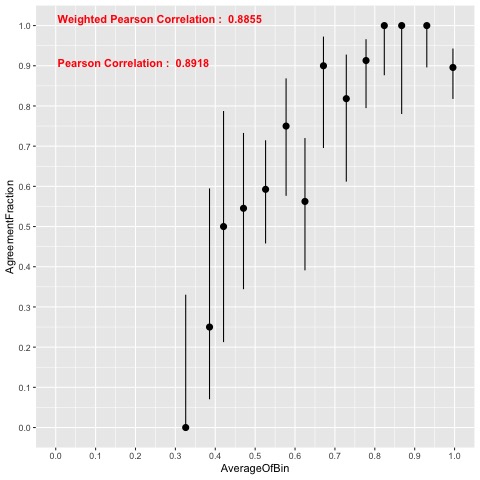 Weighted Pearson Correlation :  0.8855
Pearson Correlation :  0.8918
AgreementFraction
1.0
0.9
0.8
0.7
0.6
0.5
0.4
0.3
0.2
0.1
0.0
0.0 0.1 0.2 0.3 0.4 0.5 0.6 0.7 0.8 0.9 1.0
AverageOfBin